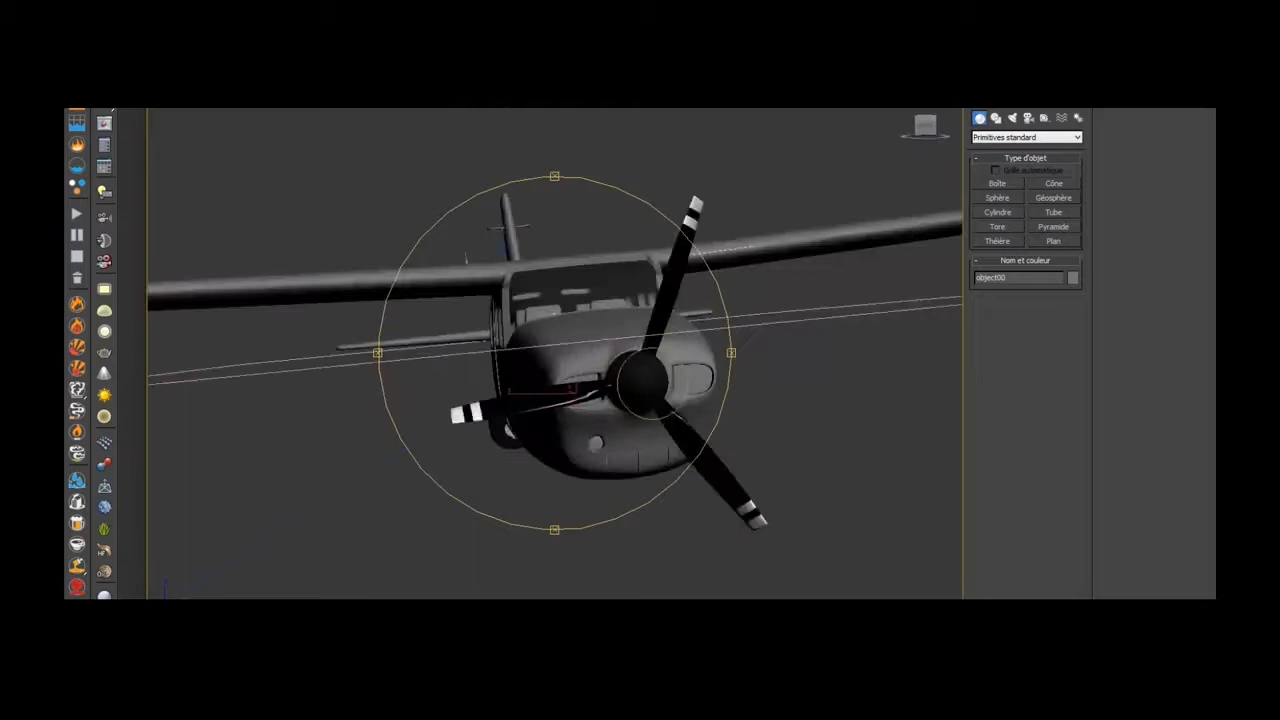 Primitives standard
Type d'objet
Grille automatique
Boîte Cône
Sphère Géosphère
Cylindre Tube
Tore Pyramide
Théière Plan
Nom et couleur
object00